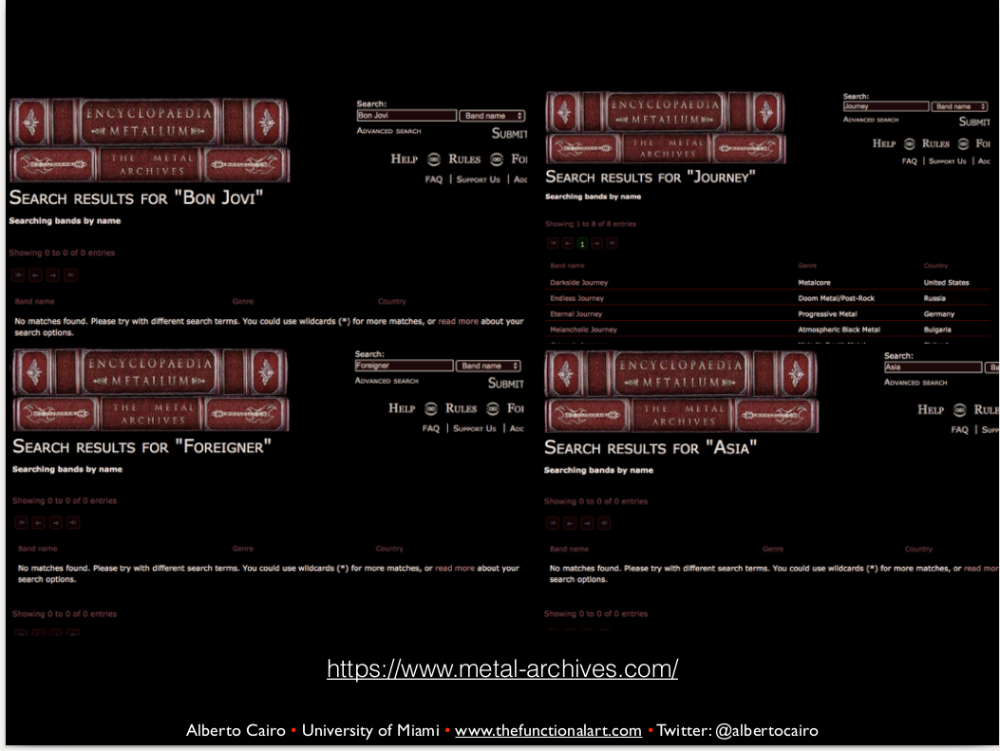 ENCYCLOPAEDIA
METALLUM
THE METAL
ARCHIVES
Search:
Bon Jovi Band name
ADVANCED SEARCH SUBMIT
HELP RULES FOR
FAQ | SUPPORT US | ADD
SEARCH RESULTS FOR "BON JOVI"
Searching bands by name
Showing 0 to 0 of 0 entries
Band name Genre Country
No matches found. Please try with different search terms. You could use wildcards (*) for more matches, or read more about your
search options.
ENCYCLOPAEDIA
METALLUM
THE METAL
ARCHIVES
Search:
Journey Band name
ADVANCED SEARCH SUBMIT
HELP RULES FOR
FAQ | SUPPORT US | ADD
SEARCH RESULTS FOR "JOURNEY"
Searching bands by name
Showing 1 to 8 of 8 entries
1
Band name Genre Country
Darkside Journey Metalcore United States
Endless Journey Doom Metal/Post-Rock Russia
Eternal Journey Progressive Metal Germany
Melancholic Journey Atmospheric Black Metal Bulgaria
ENCYCLOPAEDIA
METALLUM
THE METAL
ARCHIVES
Search:
Foreigner Band name
ADVANCED SEARCH SUBMIT
HELP RULES FOR
FAQ | SUPPORT US | ADD
SEARCH RESULTS FOR "FOREIGNER"
Searching bands by name
Showing 0 to 0 of 0 entries
Band name Genre Country
No matches found. Please try with different search terms. You could use wildcards (*) for more matches, or read more about your
search options.
Showing 0 to 0 of 0 entries
ENCYCLOPAEDIA
METALLUM
THE METAL
ARCHIVES
Search:
Asia Ba
ADVANCED SEARCH
HELP RULE
FAQ | SUPP
SEARCH RESULTS FOR "ASIA"
Searching bands by name
Showing 0 to 0 of 0 entries
Band name Genre Country
No matches found. Please try with different search terms. You could use wildcards (*) for more matches, or read mor
search options.
Showing 0 to 0 of 0 entries
https://www.metal-archives.com/
Alberto Cairo • University of Miami • www.thefunctionalart.com • Twitter: @albertocairo